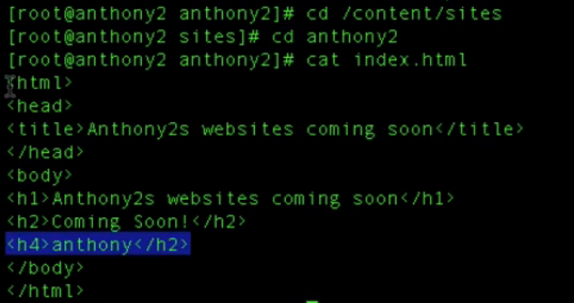 [root@anthony2 anthony2]# cd /content/sites
[root@anthony2 sites]# cd anthony2
[root@anthony2 anthony2]# cat index.html
<html>
<head>
<title>Anthony2s websites coming soon</title>
</head>
<body>
<h1>Anthony2s websites coming soon</h1>
<h2>Coming Soon!</h2>
<h4>anthony</h2>
</body>
</html>